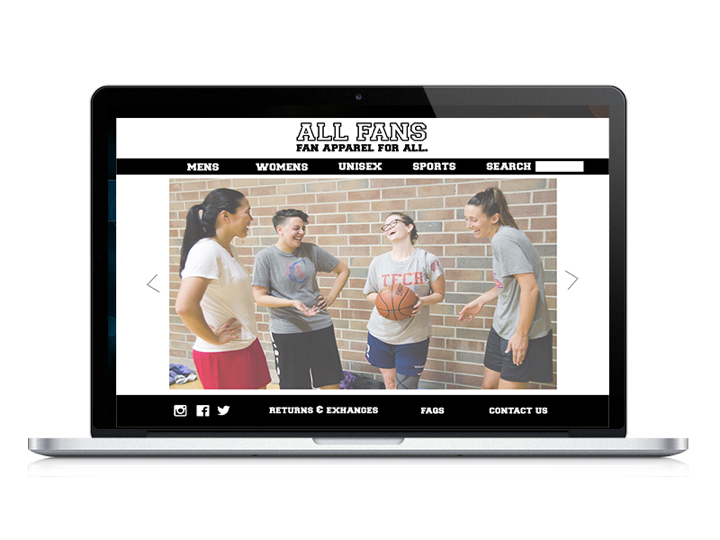 ALL FANS
FAN APPAREL FOR ALL.
MENS WOMENS UNISEX SPORTS SEARCH
TECH
RETURNS & EXHANGES FAQS CONTACT US